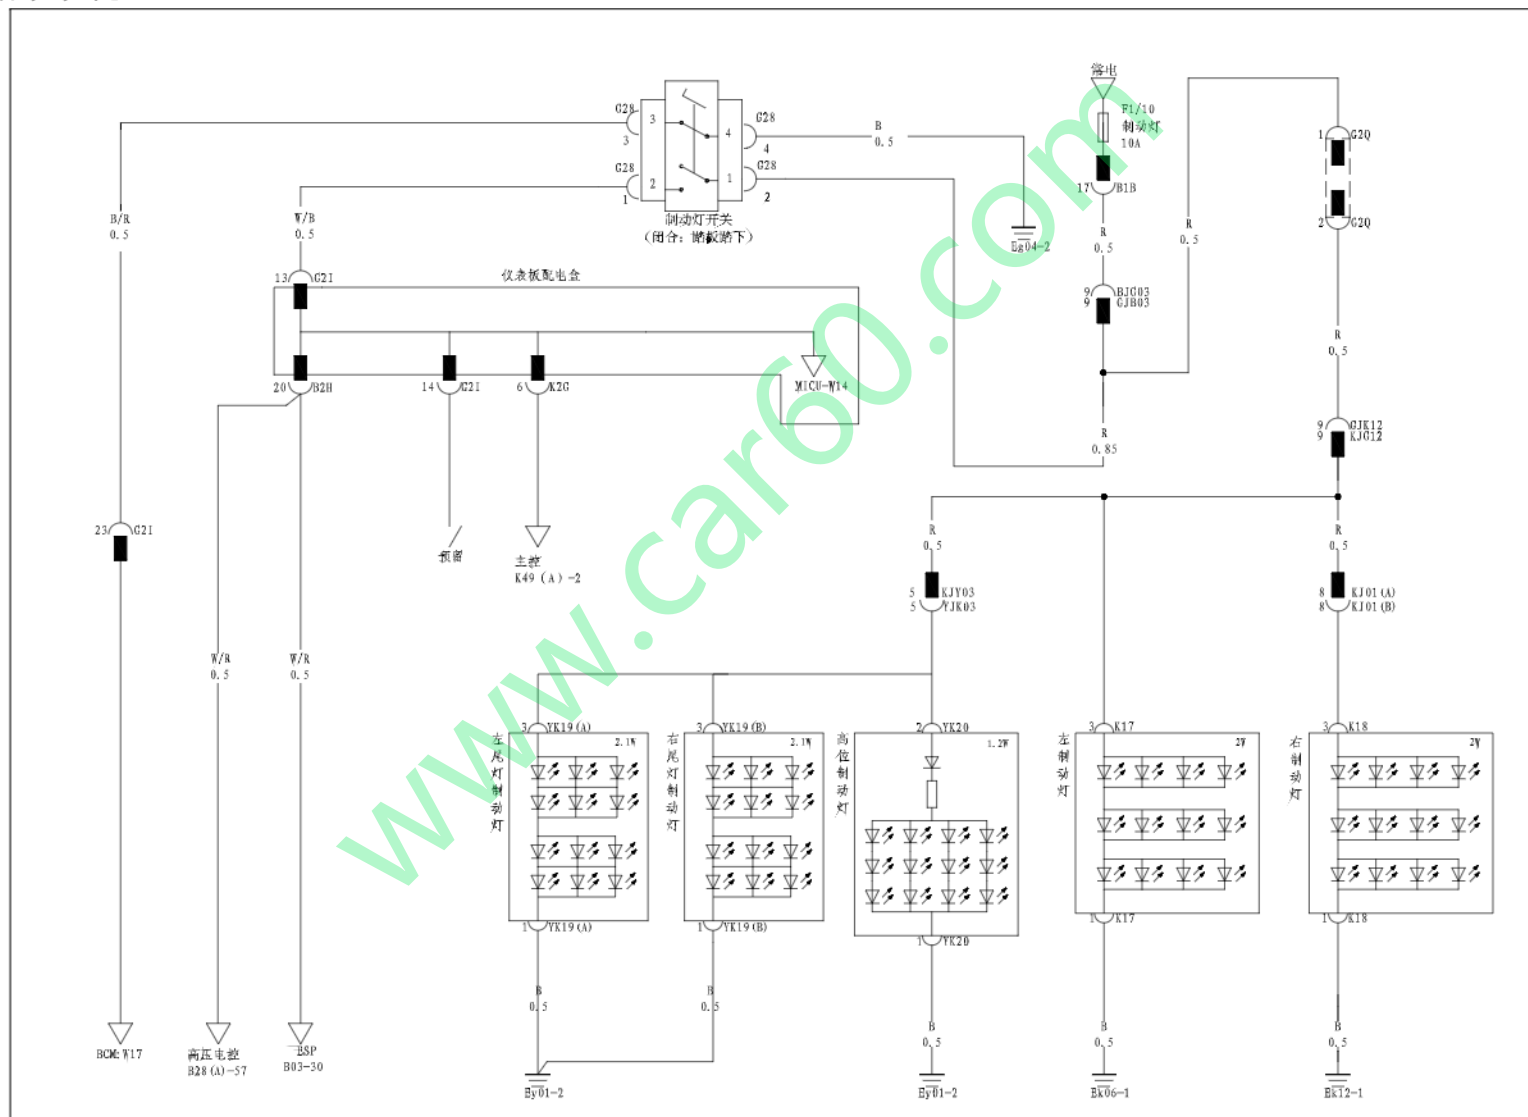 常电
F1/10
制动灯
10A
G28
3
3
4
G28
4
B
0.5
G28
2
1
1
G28
2
17
B1B
1
G2Q
2
G2Q
制动灯开关
(闭合：踏板踏下)
Eg04-2
B/R
0.5
W/B
0.5
R
0.5
R
0.5
13
G2I
仪表板配电盒
9
BJG03
9
GJB03
R
0.5
20
B2H
14
G2I
6
K2G
MICU-W14
R
0.85
9
GJK12
9
KJG12
23
G2I
预留
主控
K49 (A) -2
R
0.5
R
0.5
5
KJY03
5
YJK03
8
KJ01(A)
8
KJ01(B)
W/R
0.5
W/R
0.5
3
YK19(A)
3
YK19(B)
2
YK20
3
K17
3
K18
左尾灯制动灯
2.1W
右尾灯制动灯
2.1W
高位制动灯
1.2W
左制动灯
2W
右制动灯
2W
1
YK19(A)
1
YK19(B)
1
YK20
1
K17
1
K18
B
0.5
B
0.5
B
0.5
B
0.5
B
0.5
BCM:W17
高压电控
B28(A)-57
ESP
B03-30
Ey01-2
Ey01-2
Ek06-1
Ek12-1
www.car60.com